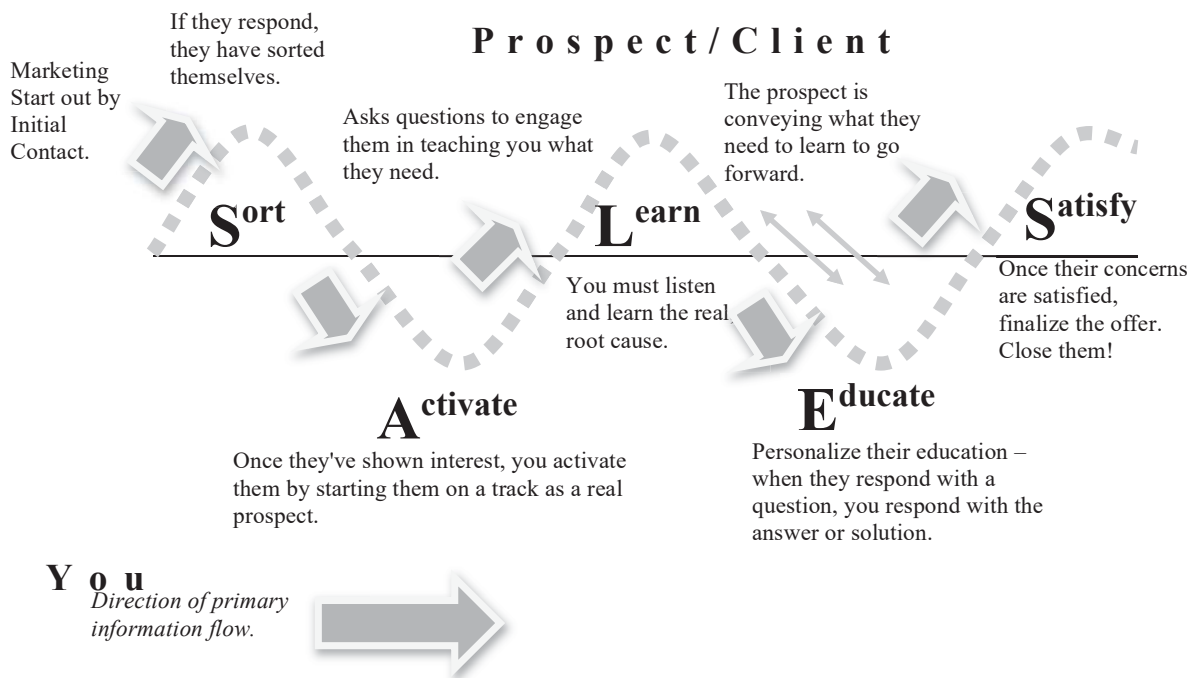 Prospect/Client
If they respond,
they have sorted
themselves.
Marketing
Start out by
Initial
Contact.
Asks questions to engage
them in teaching you what
they need.
The prospect is
conveying what they
need to learn to go
forward.
Sort
Learn
Satisfy
You must listen
and learn the real
root cause.
Once their concerns
are satisfied,
finalize the offer.
Close them!
Activate
Once they've shown interest, you activate
them by starting them on a track as a real
prospect.
Educate
Personalize their education –
when they respond with a
question, you respond with the
answer or solution.
You
Direction of primary
information flow.